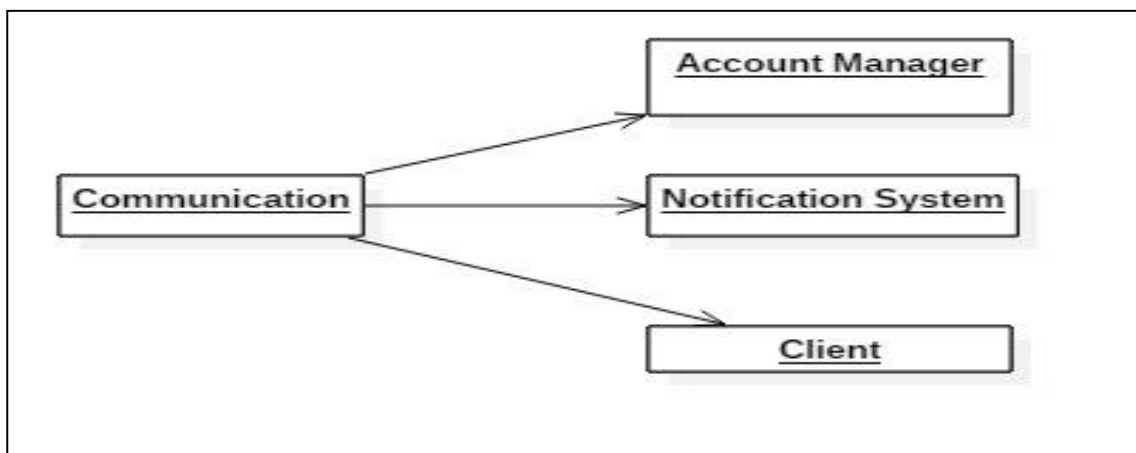 Account Manager
Communication
Notification System
Client